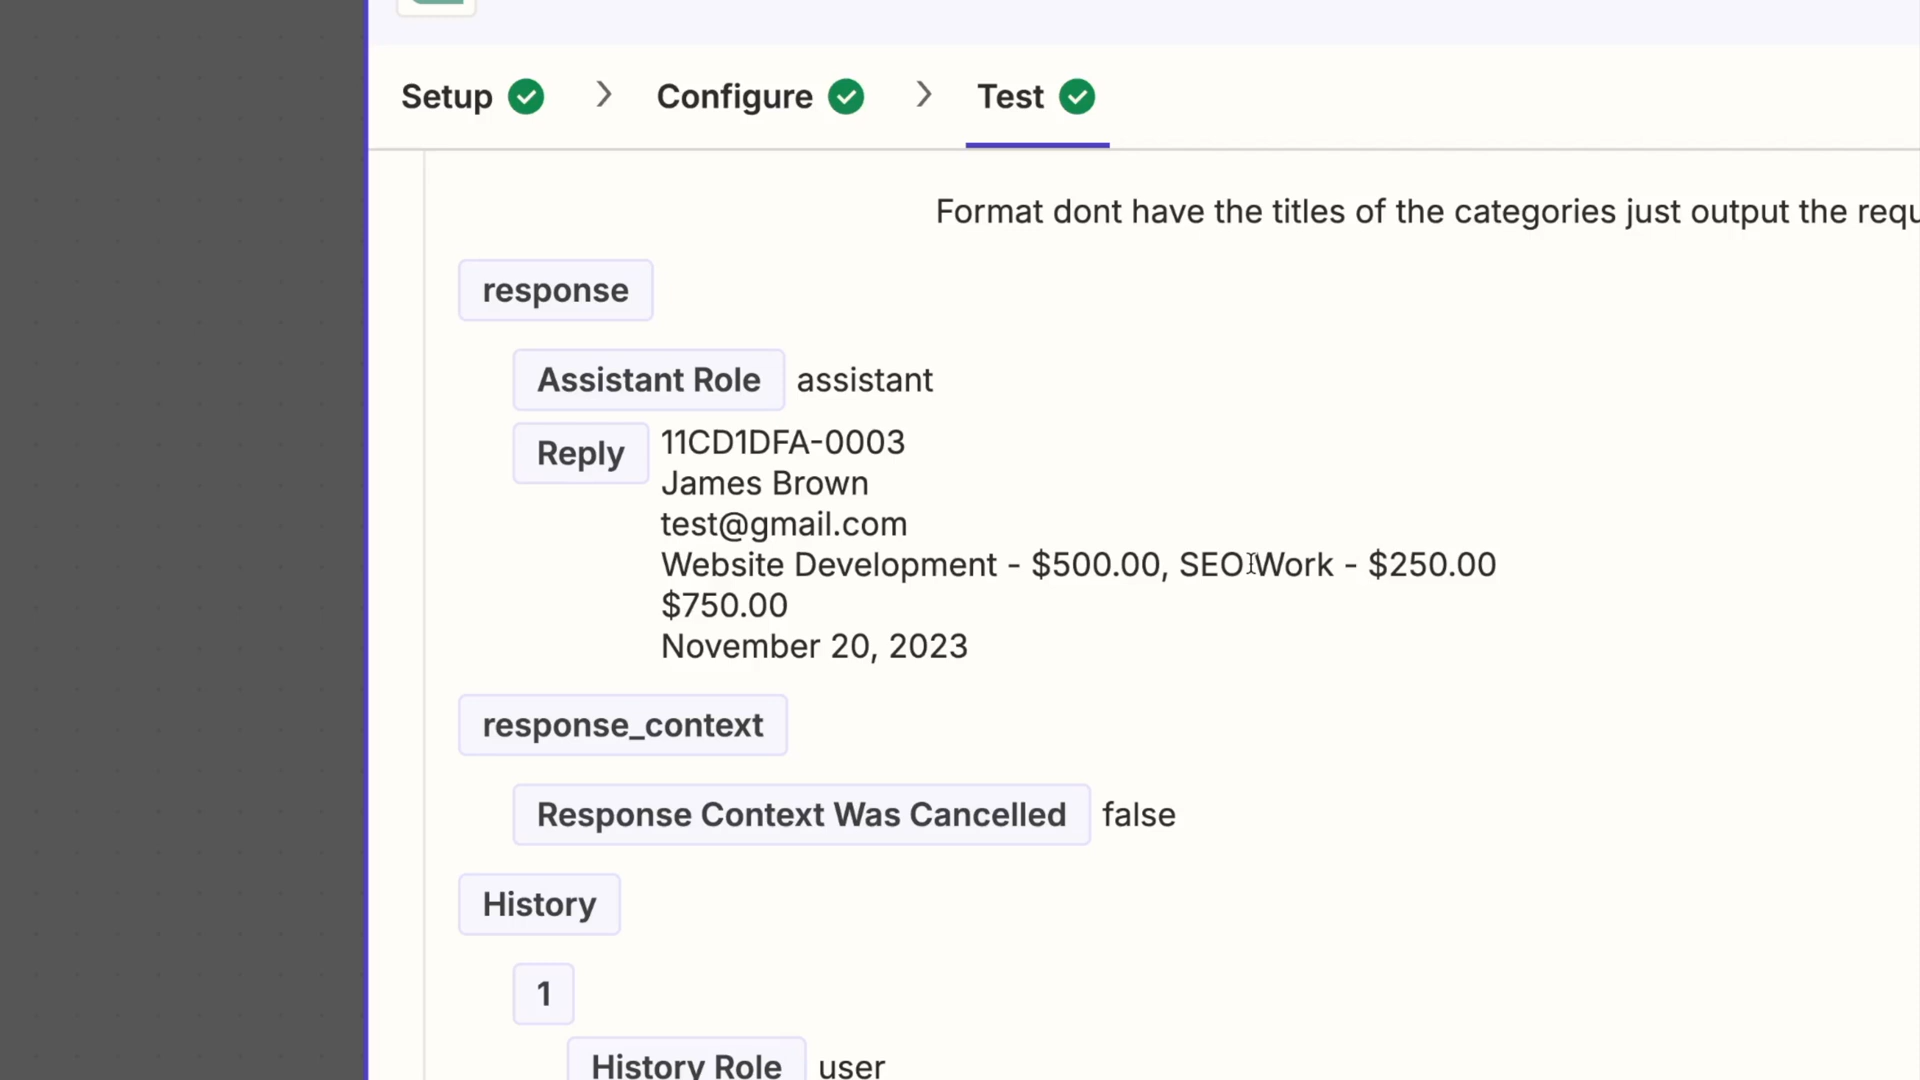 Setup > Configure > Test
Format dont have the titles of the categories just output the requ
response
Assistant Role assistant
Reply 11CD1DFA-0003
James Brown
test@gmail.com
Website Development - $500.00, SEO Work - $250.00
$750.00
November 20, 2023
response_context
Response Context Was Cancelled false
History
1
History Role user